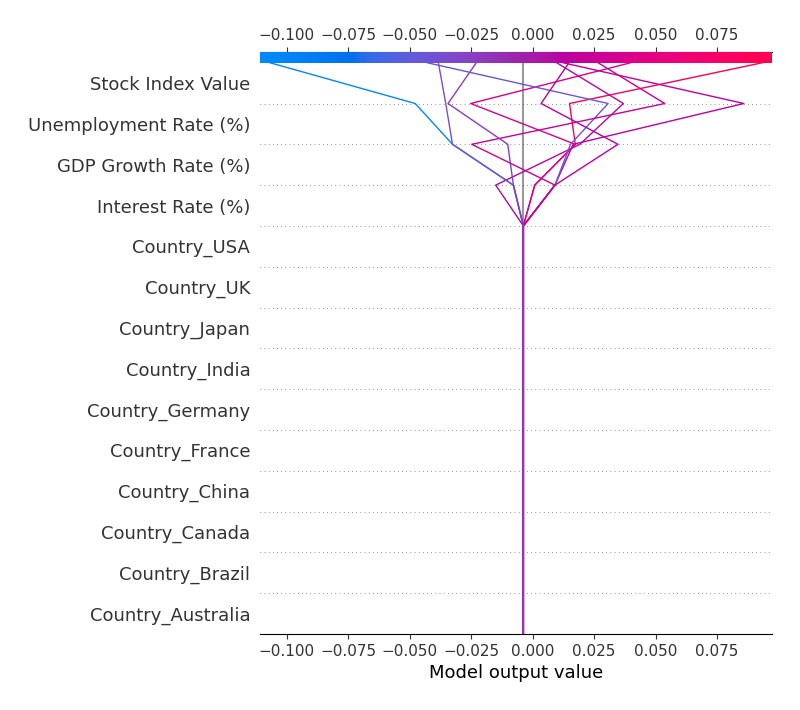 −0.100 −0.075 −0.050 −0.025 0.000 0.025 0.050 0.075
Stock Index Value
Unemployment Rate (%)
GDP Growth Rate (%)
Interest Rate (%)
Country_USA
Country_UK
Country_Japan
Country_India
Country_Germany
Country_France
Country_China
Country_Canada
Country_Brazil
Country_Australia
−0.100 −0.075 −0.050 −0.025 0.000 0.025 0.050 0.075
Model output value